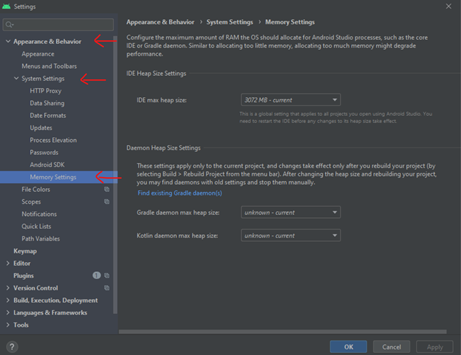 Settings
Appearance & Behavior
Appearance
Menus and Toolbars
System Settings
HTTP Proxy
Data Sharing
Date Formats
Updates
Process Elevation
Passwords
Android SDK
Memory Settings
File Colors
Scopes
Notifications
Quick Lists
Path Variables
Keymap
Editor
Plugins 1
Version Control
Build, Execution, Deployment
Languages & Frameworks
Tools
Appearance & Behavior > System Settings > Memory Settings
Configure the maximum amount of RAM the OS should allocate for Android Studio processes, such as the core
IDE or Gradle daemon. Similar to allocating too little memory, allocating too much memory might degrade
performance.
IDE Heap Size Settings
IDE max heap size: 3072 MB - current
This is a global setting that applies to all projects you open using Android Studio. You
need to restart the IDE before any changes to its heap size take effect.
Daemon Heap Size Settings
These settings apply only to the current project, and changes take effect only after you rebuild your project (by
selecting Build > Rebuild Project from the menu bar). After changing the heap size and rebuilding your project,
you may find daemons with old settings and stop them manually.
Find existing Gradle daemon(s)
Gradle daemon max heap size: unknown - current
Kotlin daemon max heap size: unknown - current
?
OK
Cancel
Apply